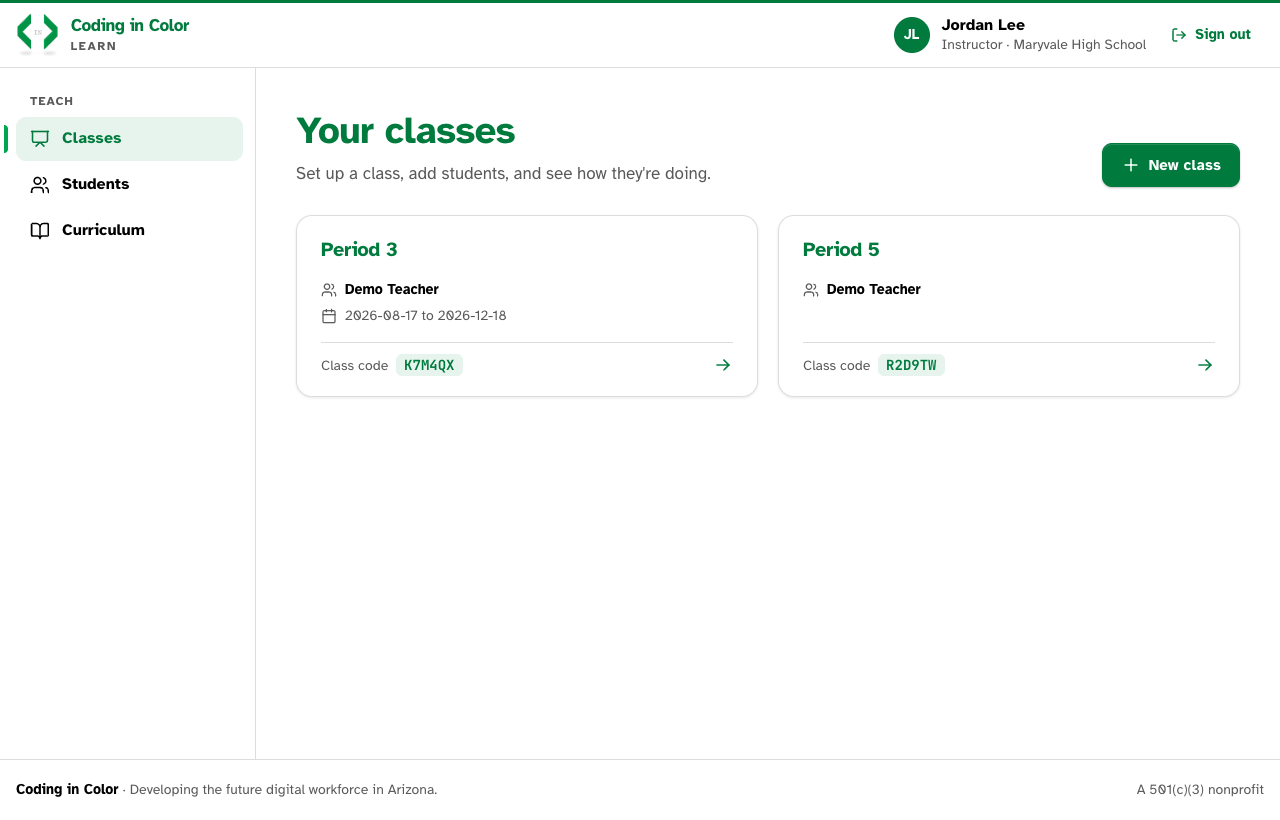 Coding in Color
LEARN
JL
Jordan Lee
Instructor · Maryvale High School
Sign out
TEACH
Classes
Students
Curriculum
Your classes
Set up a class, add students, and see how they're doing.
New class
Period 3
Demo Teacher
2026-08-17 to 2026-12-18
Class code K7M4QX
Period 5
Demo Teacher
Class code R2D9TW
Coding in Color · Developing the future digital workforce in Arizona.
A 501(c)(3) nonprofit